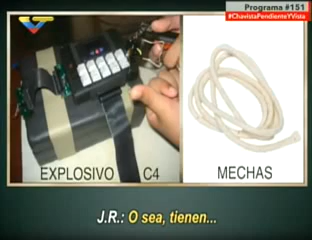 Programa #151
#ChavistaPendienteYVista
EXPLOSIVO C4
MECHAS
J.R.: O sea, tienen...